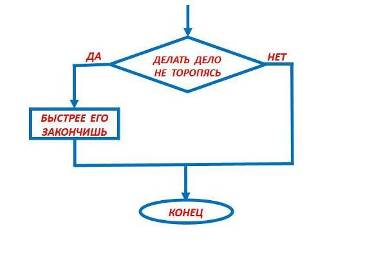 ДА
ДЕЛАТЬ ДЕЛО
НЕ ТОРОПЯСЬ
НЕТ
БЫСТРЕЕ ЕГО
ЗАКОНЧИШЬ
КОНЕЦ